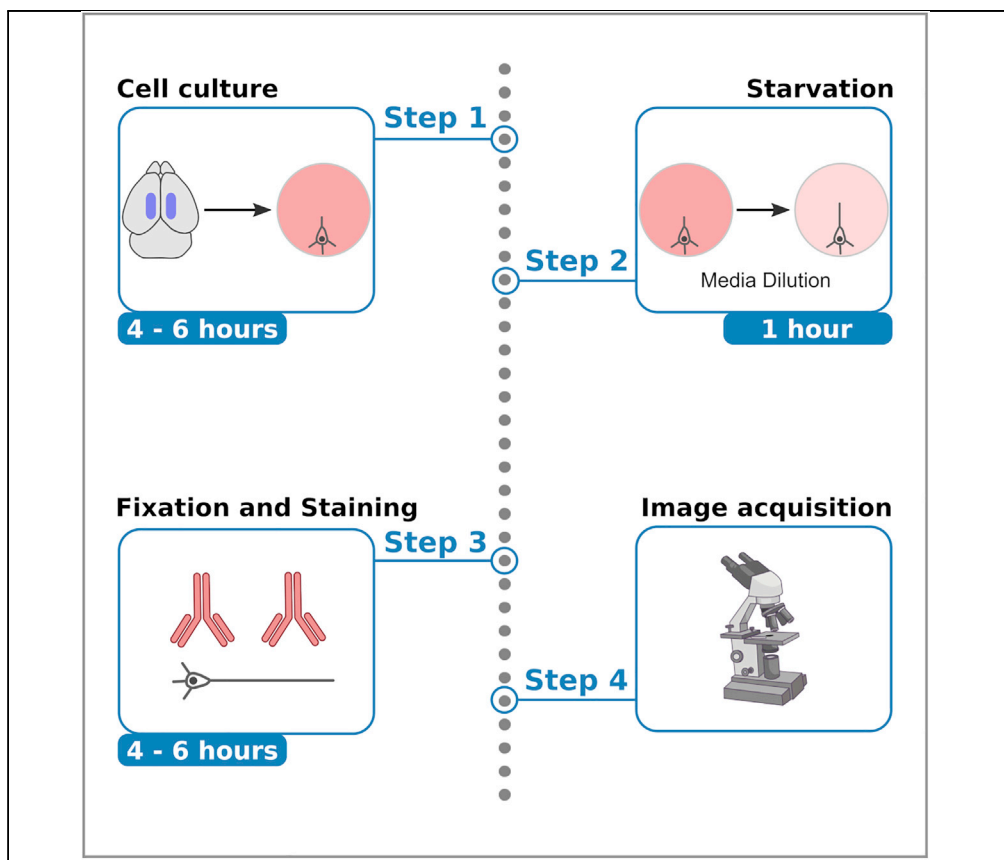 Cell culture
Step 1
4 - 6 hours
Starvation
Step 2
Media Dilution
1 hour
Fixation and Staining
Step 3
4 - 6 hours
Image acquisition
Step 4